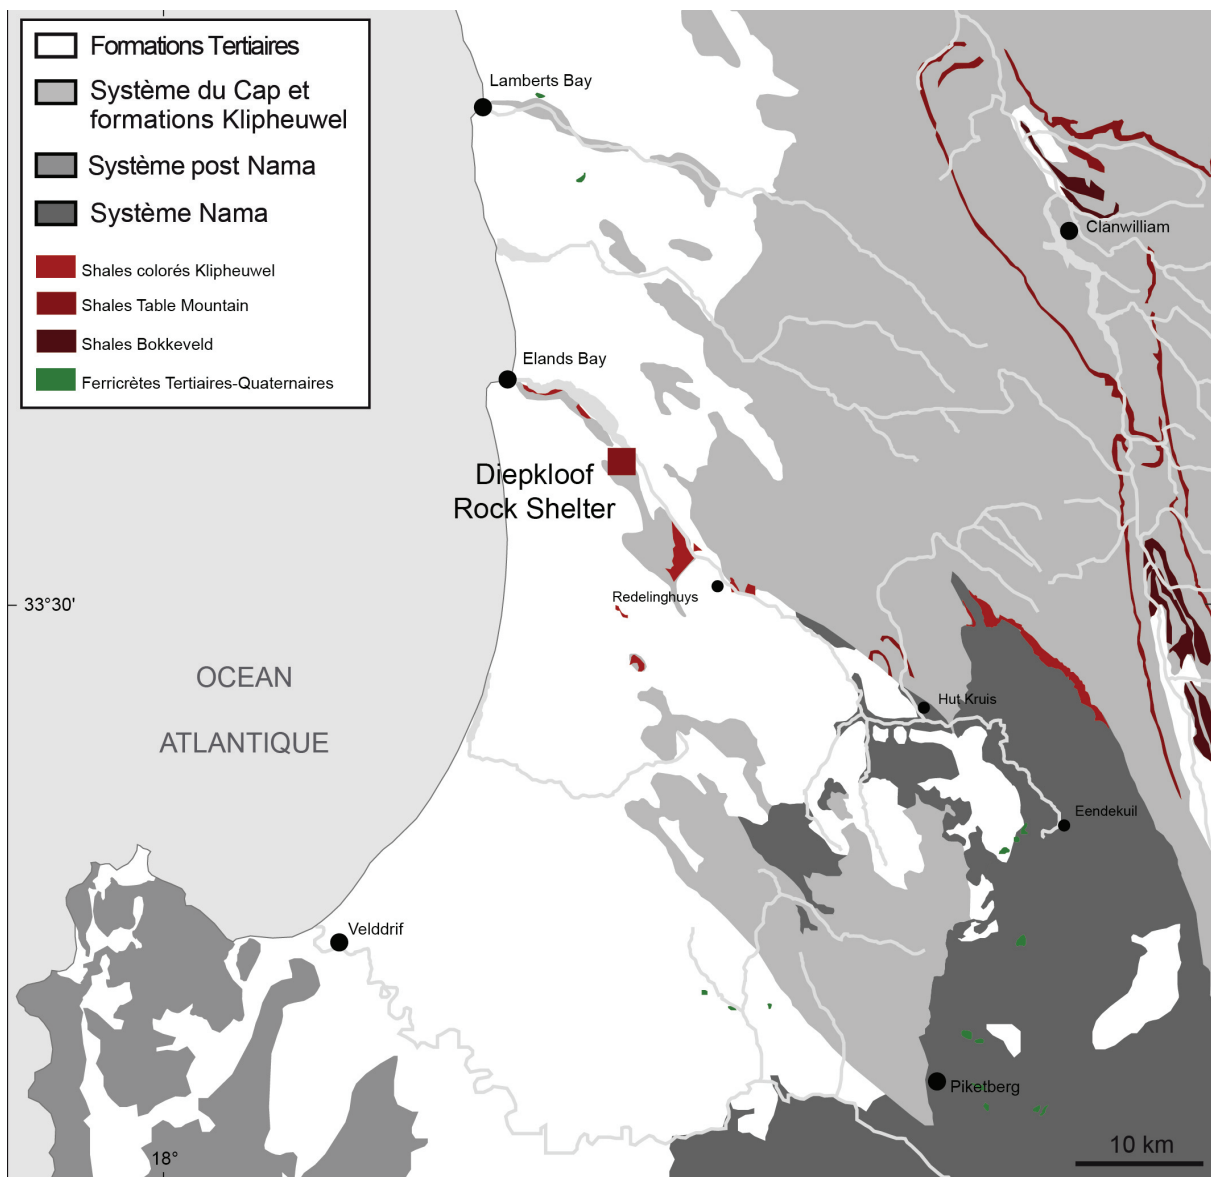 Formations Tertiaires
Système du Cap et
formations Klipheuwel
Système post Nama
Système Nama
Shales colorés Klipheuwel
Shales Table Mountain
Shales Bokkeveld
Ferricrètes Tertiaires-Quaternaires
Lamberts Bay
Clanwilliam
Elands Bay
Diepkloof
Rock Shelter
Redelinghuys
33°30'
OCEAN
ATLANTIQUE
Hut Kruis
Eendekuil
Velddrif
Piketberg
10 km
18°